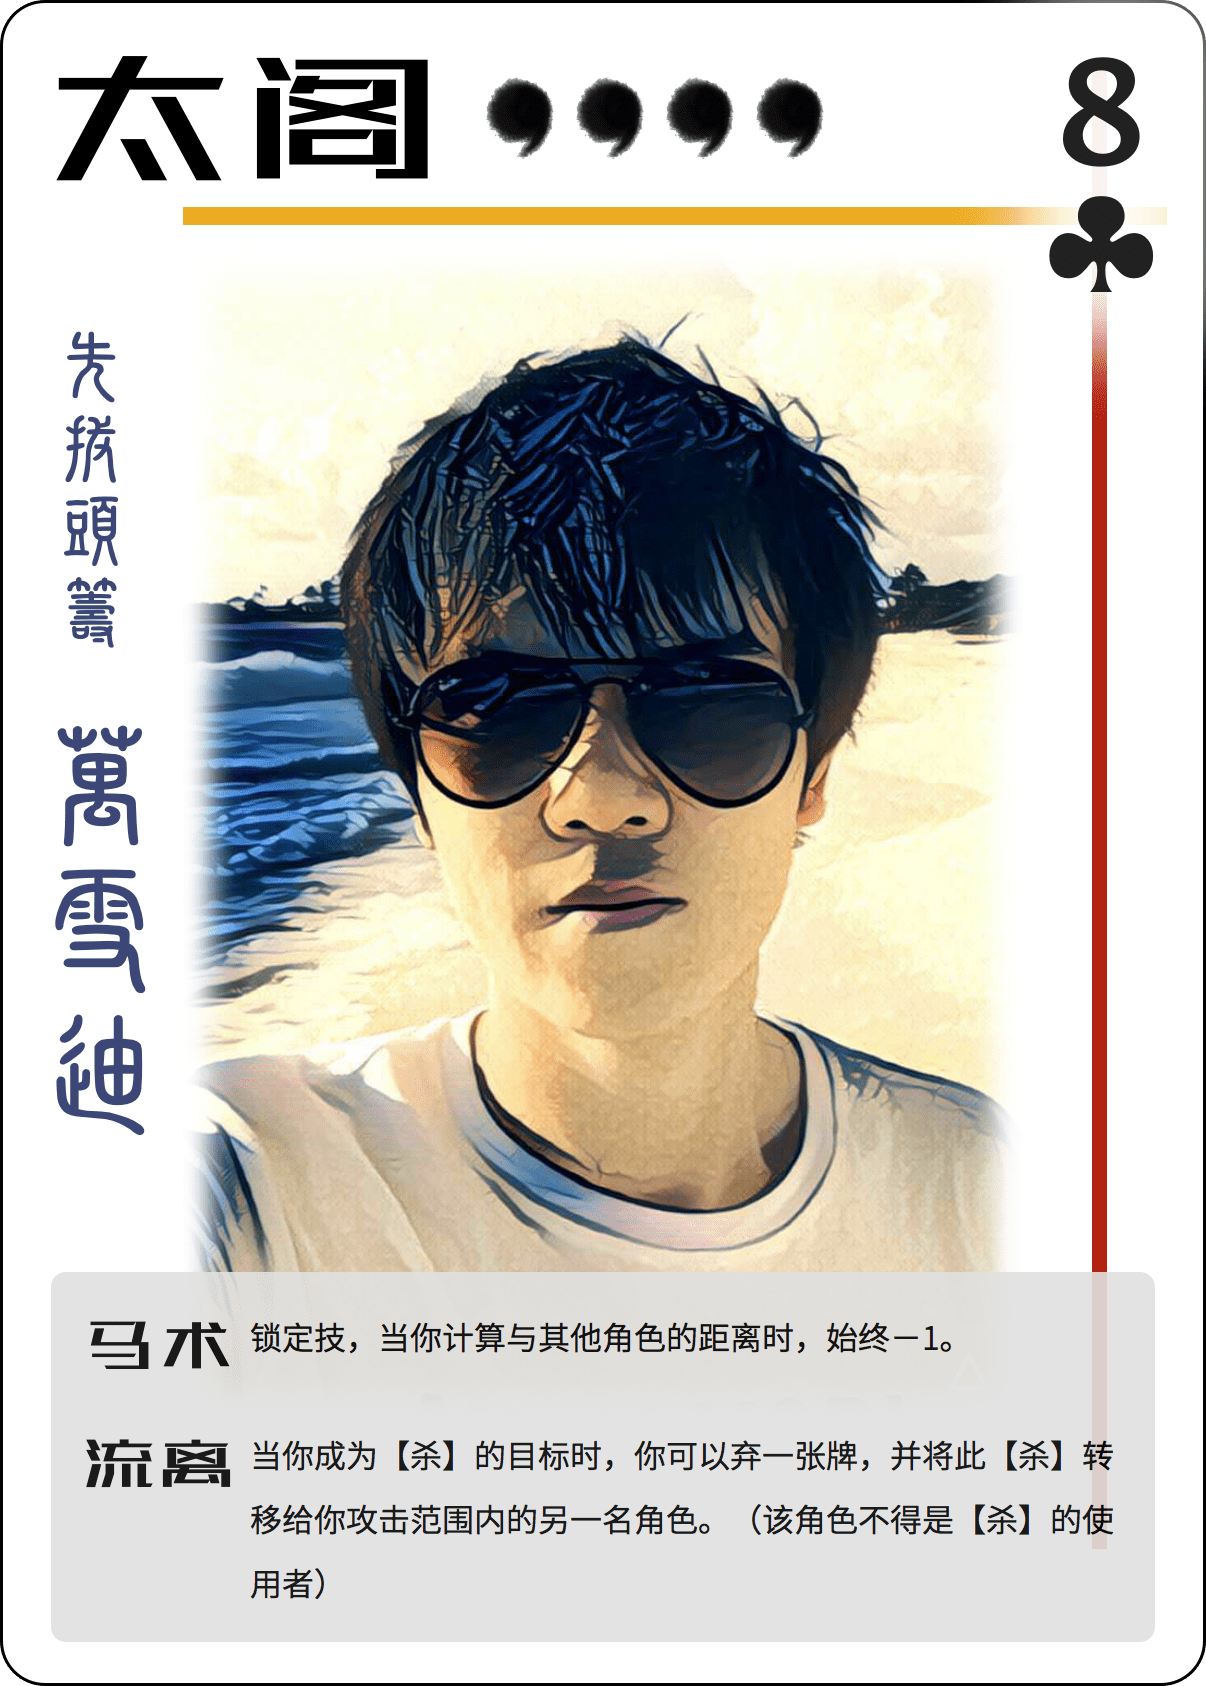 太阁
8
先拔頭籌
萬雪迪
马术
锁定技，当你计算与其他角色的距离时，始终－1。
流离
当你成为【杀】的目标时，你可以弃一张牌，并将此【杀】转
移给你攻击范围内的另一名角色。（该角色不得是【杀】的使
用者）